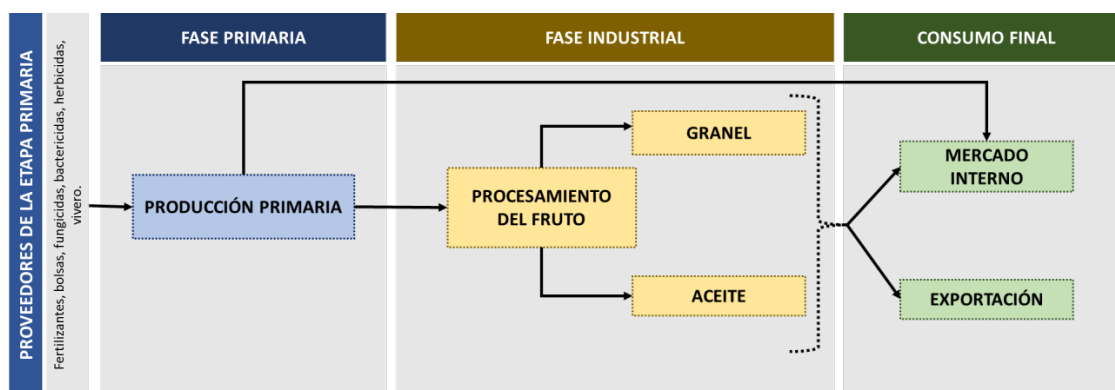 PROVEEDORES DE LA ETAPA PRIMARIA
Fertilizantes, bolsas, fungicidas, bactericidas, herbicidas,
vivero.
FASE PRIMARIA
FASE INDUSTRIAL
CONSUMO FINAL
PRODUCCIÓN PRIMARIA
PROCESAMIENTO
DEL FRUTO
GRANEL
ACEITE
MERCADO
INTERNO
EXPORTACIÓN